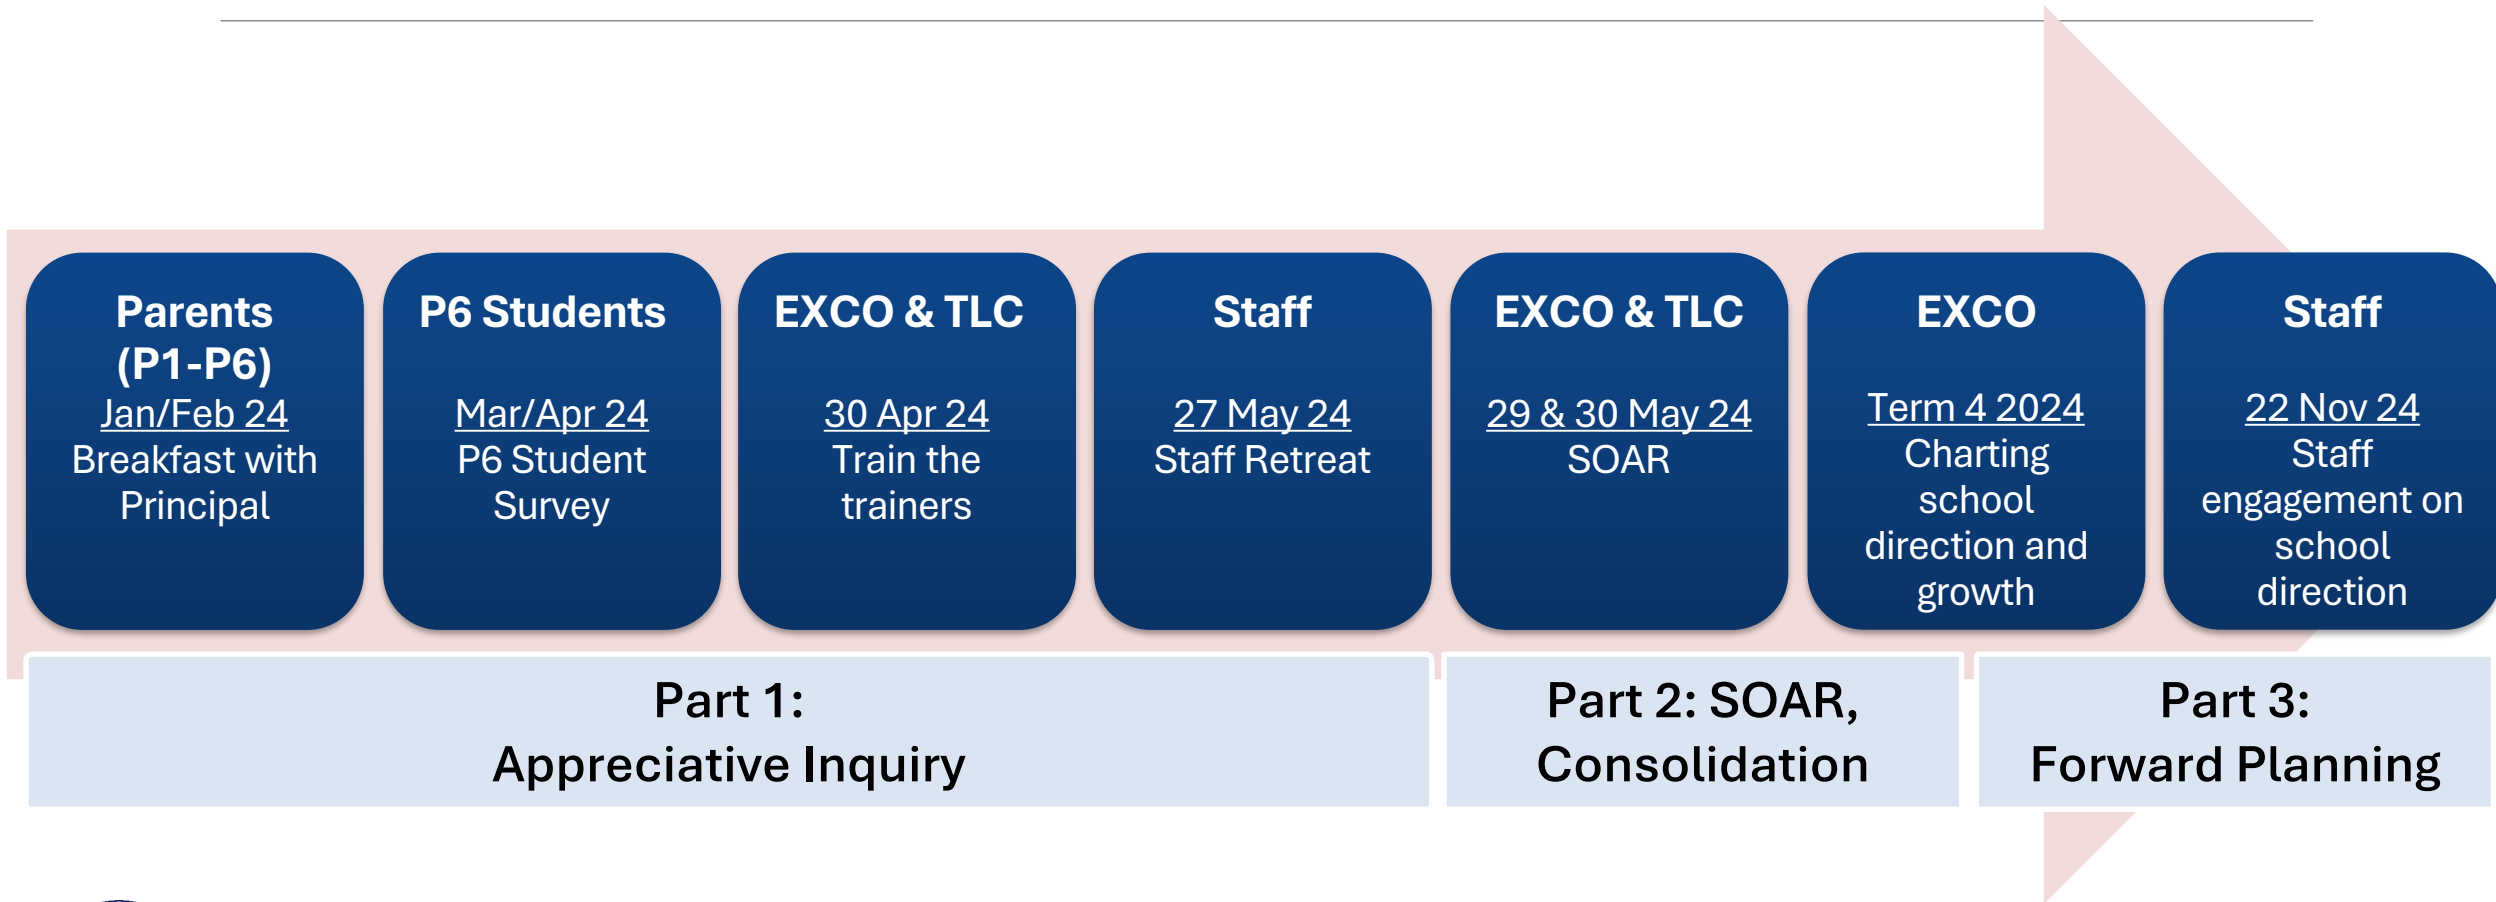 Parents
(P1-P6)
Jan/Feb 24
Breakfast with
Principal
P6 Students
Mar/Apr 24
P6 Student
Survey
EXCO & TLC
30 Apr 24
Train the
trainers
Staff
27 May 24
Staff Retreat
EXCO & TLC
29 & 30 May 24
SOAR
EXCO
Term 4 2024
Charting
school
direction and
growth
Staff
22 Nov 24
Staff
engagement on
school
direction
Part 1:
Appreciative Inquiry
Part 2: SOAR,
Consolidation
Part 3:
Forward Planning